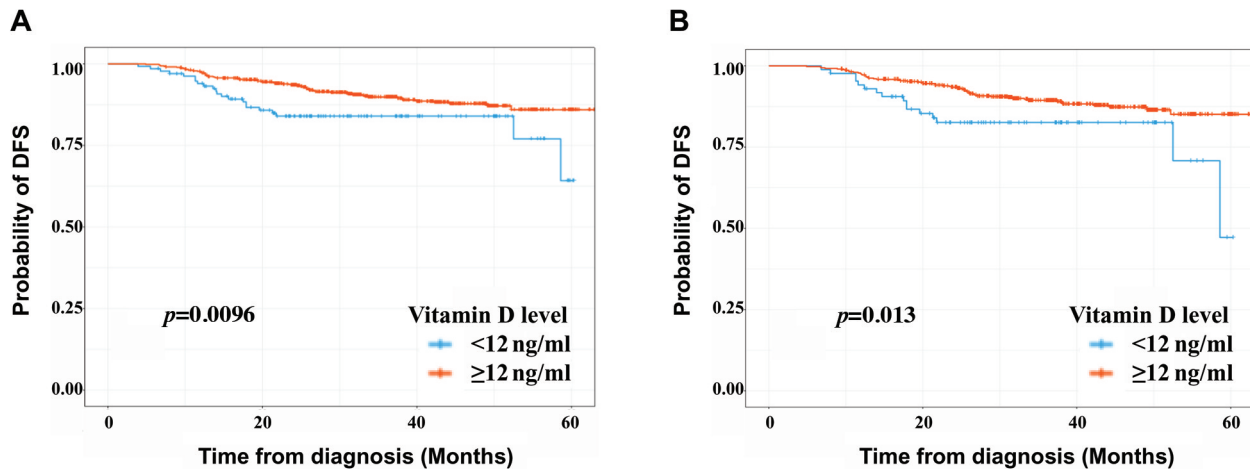 A
Probability of DFS
1.00
0.75
0.50
0.25
0.00
p=0.0096
Vitamin D level
<12 ng/ml
≥12 ng/ml
0 20 40 60
Time from diagnosis (Months)
B
Probability of DFS
1.00
0.75
0.50
0.25
0.00
p=0.013
Vitamin D level
<12 ng/ml
≥12 ng/ml
0 20 40 60
Time from diagnosis (Months)